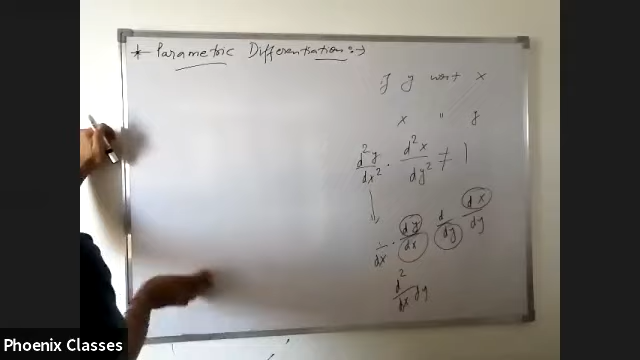 * Parametric Differentiation :→
if y wrt x
x " y
d²y/dx² . d²x/dy² ≠ 1
/dx . dy/dx d/dy dx/dy
d²/dx dy
Phoenix Classes